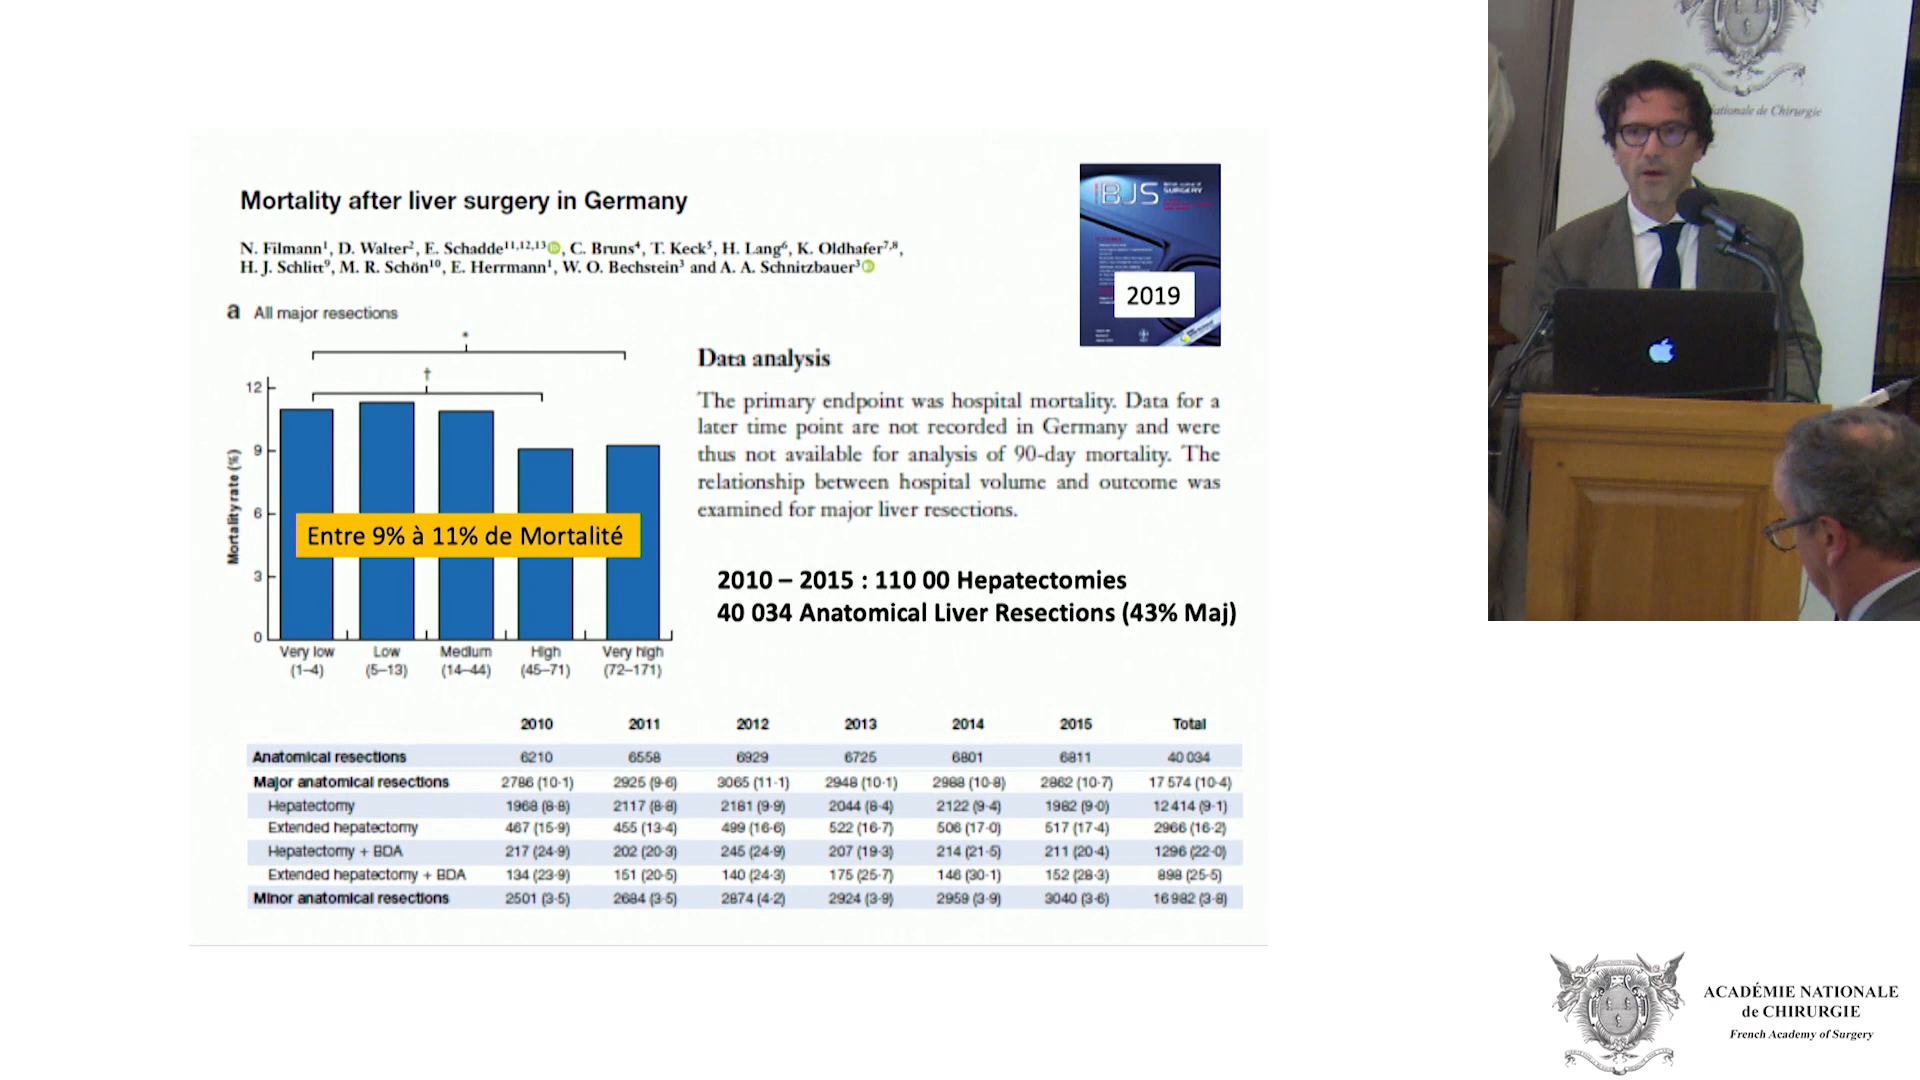 Mortality after liver surgery in Germany
N. Filmann1, D. Walter2, E. Schadde11,12,13, C. Bruns4, T. Keck5, H. Lang6, K. Oldhafer7,8,
H. J. Schlitt9, M. R. Schön10, E. Herrmann1, W. O. Bechstein3 and A. A. Schnitzbauer3
BJS
SURGERY
2019
a All major resections
*
†
Mortality rate (%)
12
9
6
3
0
Entre 9% à 11% de Mortalité
Very low Low Medium High Very high
(1–4) (5–13) (14–44) (45–71) (72–171)
Data analysis
The primary endpoint was hospital mortality. Data for a
later time point are not recorded in Germany and were
thus not available for analysis of 90-day mortality. The
relationship between hospital volume and outcome was
examined for major liver resections.
2010 – 2015 : 110 00 Hepatectomies
40 034 Anatomical Liver Resections (43% Maj)
2010 2011 2012 2013 2014 2015 Total
Anatomical resections 6210 6558 6929 6725 6801 6811 40 034
Major anatomical resections 2786 (10·1) 2925 (9·6) 3065 (11·1) 2948 (10·1) 2988 (10·8) 2862 (10·7) 17 574 (10·4)
Hepatectomy 1968 (8·8) 2117 (8·8) 2181 (9·9) 2044 (8·4) 2122 (9·4) 1982 (9·0) 12 414 (9·1)
Extended hepatectomy 467 (15·9) 455 (13·4) 499 (16·6) 522 (16·7) 506 (17·0) 517 (17·4) 2966 (16·2)
Hepatectomy + BDA 217 (24·9) 202 (20·3) 245 (24·9) 207 (19·3) 214 (21·5) 211 (20·4) 1296 (22·0)
Extended hepatectomy + BDA 134 (23·9) 151 (20·5) 140 (24·3) 175 (25·7) 146 (30·1) 152 (28·3) 898 (25·5)
Minor anatomical resections 2501 (3·5) 2684 (3·5) 2874 (4·2) 2924 (3·9) 2959 (3·9) 3040 (3·6) 16 982 (3·8)
ationale de Chirurgie
ACADÉMIE NATIONALE
de CHIRURGIE
French Academy of Surgery